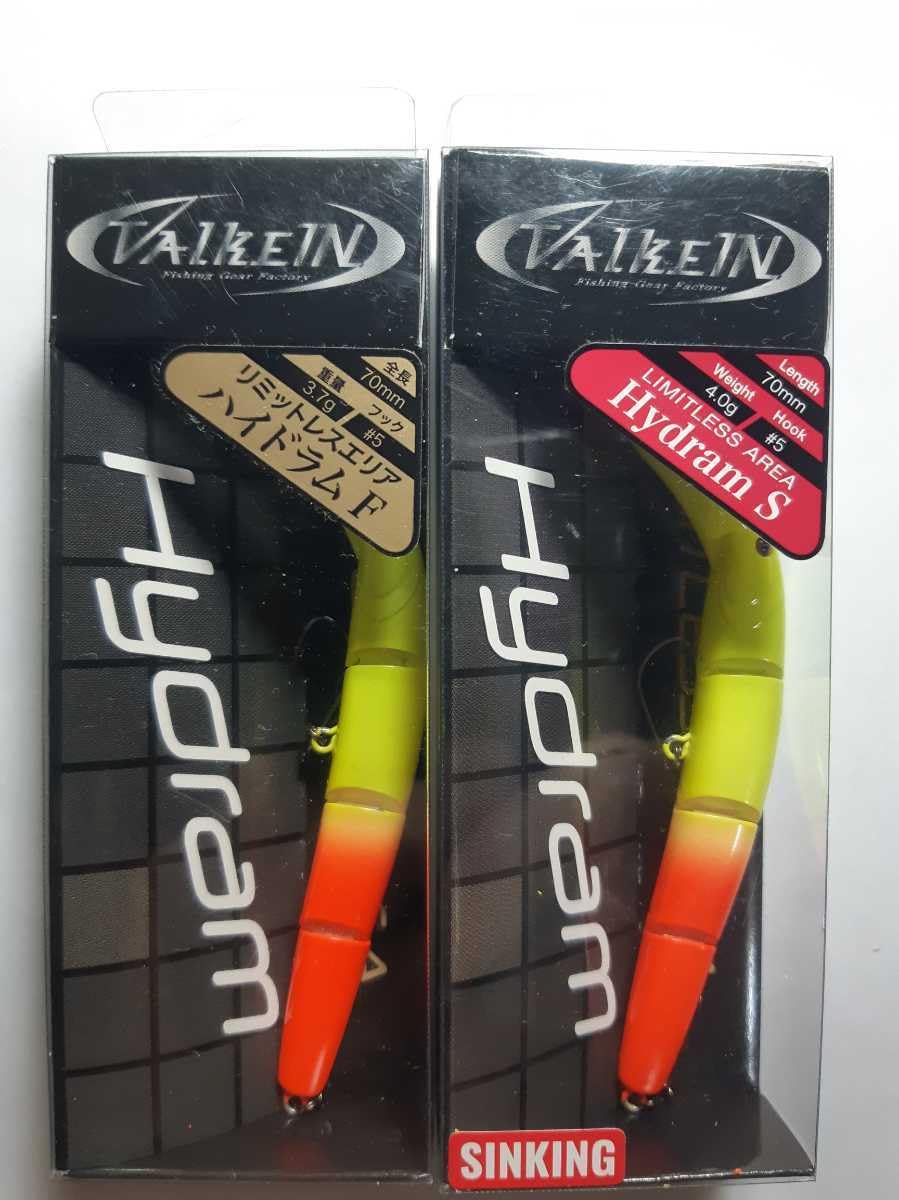 VALKEIN
Fishing Gear Factory
全長
70mm
重量
3.7g
フック
#5
リミットレスエリア
ハイドラム F
Hydram
VALKEIN
Fishing Gear Factory
Length
70mm
Weight
4.0g
Hook
#5
LIMITLESS AREA
Hydram S
Hydram
SINKING